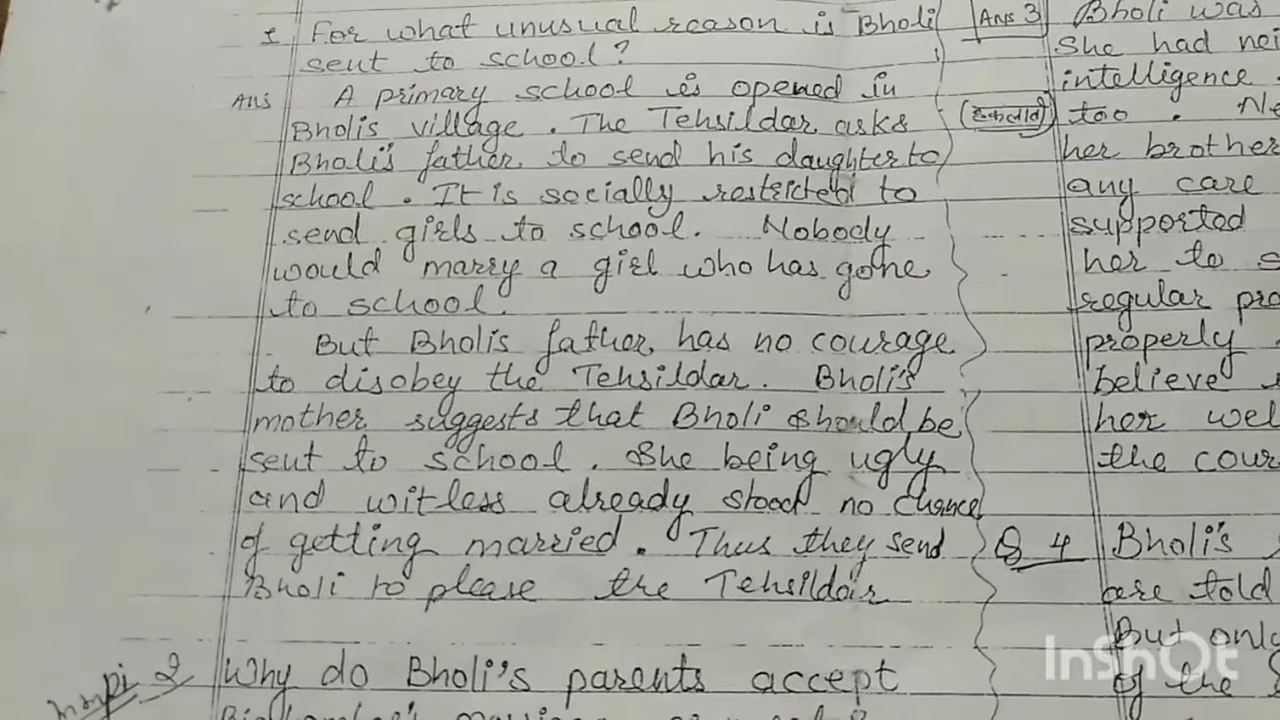 1 For what unusual reason is Bholi
sent to school?
Ans A primary school is opened in
Bholis village. The Tehsildar asks
Bholi's father to send his daughter to
school. It is socially restricted to
send girls to school. Nobody
would marry a girl who has gone
to school.
But Bholis father, has no courage
to disobey the Tehsildar. Bholi's
mother suggests that Bholi should be
sent to school. She being ugly
and witless already stood no chance
of getting married. Thus they send
Bholi to please the Tehsildar
2 Why do Bholi's parents accept
Ans 3 Bholi was
She had
intelligence
(हकलाना) too.
her brother
any care
supported
her to
regular
properly
believe
her
the
Q 4 Bholi's
are told
But only
of the
InShOt